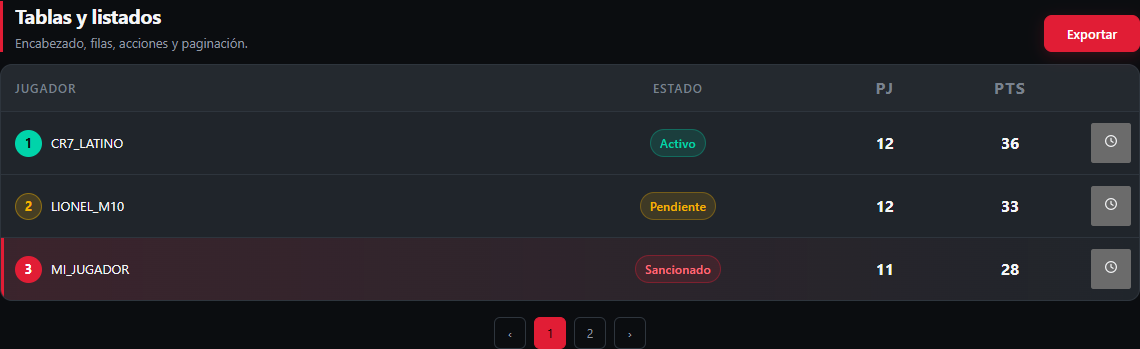 Tablas y listados
Encabezado, filas, acciones y paginación.
Exportar
JUGADOR ESTADO PJ PTS
1 CR7_LATINO Activo 12 36
2 LIONEL_M10 Pendiente 12 33
3 MI_JUGADOR Sancionado 11 28
‹ 1 2 ›